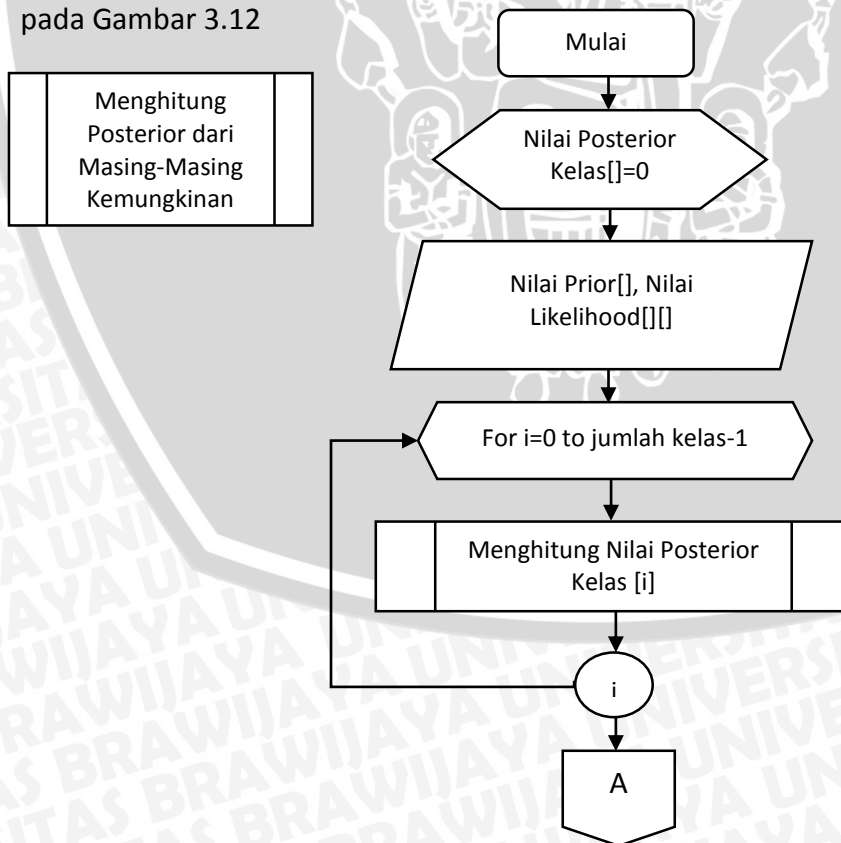 pada Gambar 3.12
Menghitung
Posterior dari
Masing-Masing
Kemungkinan
Mulai
Nilai Posterior
Kelas[]=0
Nilai Prior[], Nilai
Likelihood[][]
For i=0 to jumlah kelas-1
Menghitung Nilai Posterior
Kelas [i]
i
A